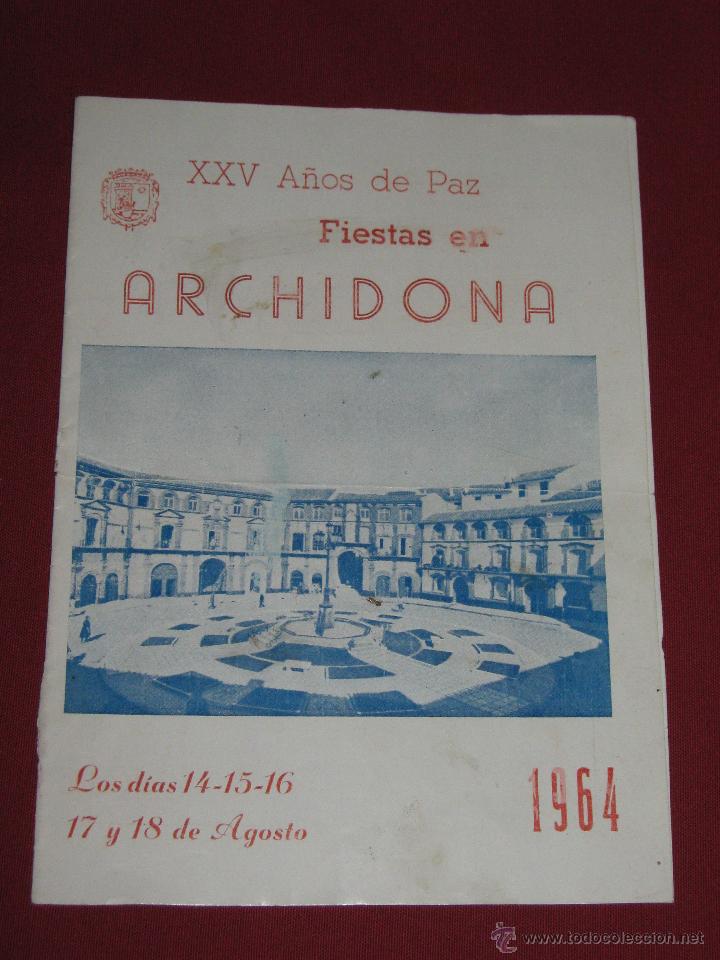 XXV Años de Paz
Fiestas en
ARCHIDONA
Los días 14-15-16
17 y 18 de Agosto
1964
todocoleccion
www.todocoleccion.net